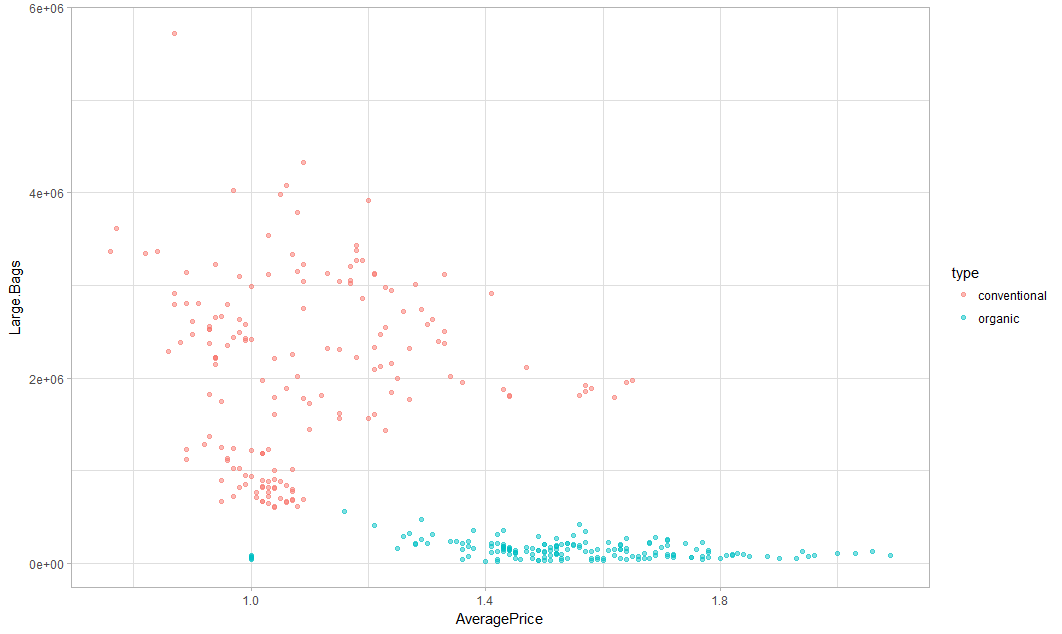 6e+06
4e+06
2e+06
0e+00
Large.Bags
1.0
1.4
1.8
AveragePrice
type
conventional
organic